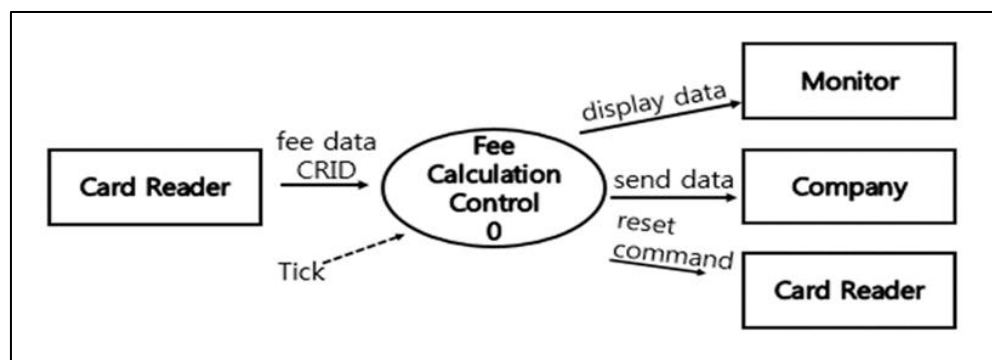 Card Reader
fee data
CRID
Tick
Fee
Calculation
Control
0
display data
send data
reset
command
Monitor
Company
Card Reader